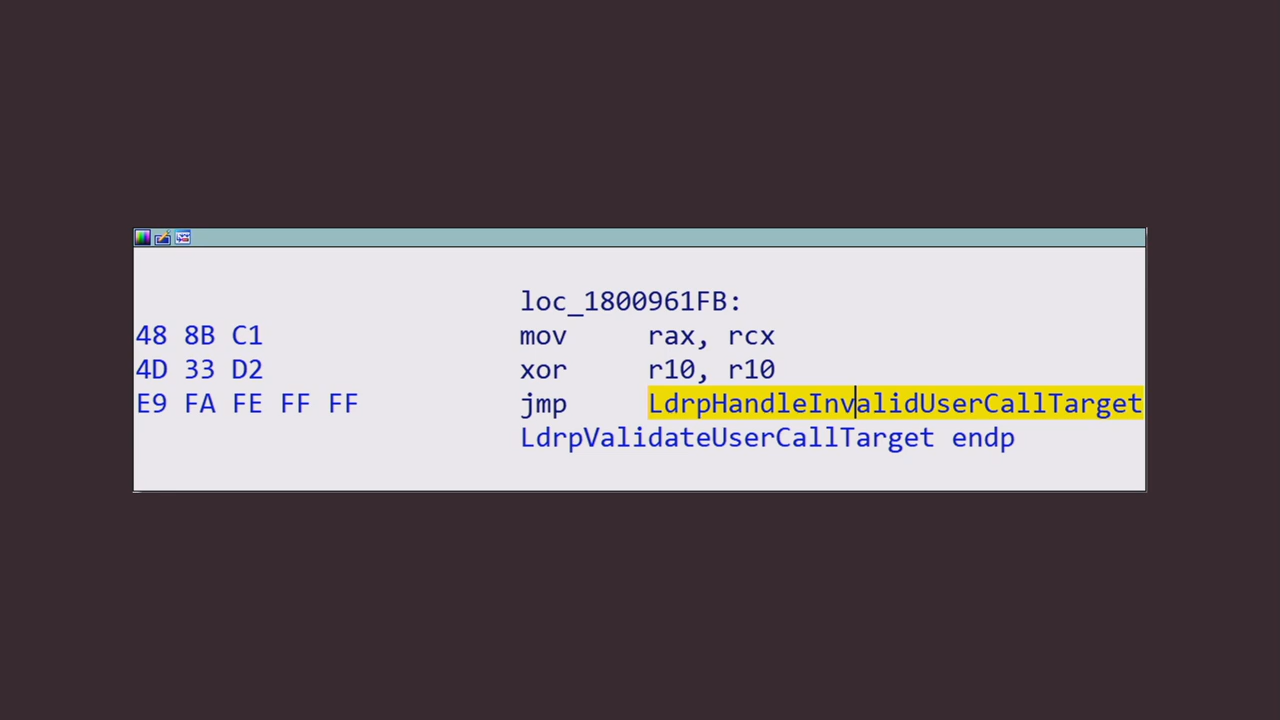 loc_1800961FB:
48 8B C1 mov rax, rcx
4D 33 D2 xor r10, r10
E9 FA FE FF FF jmp LdrpHandleInvalidUserCallTarget
LdrpValidateUserCallTarget endp